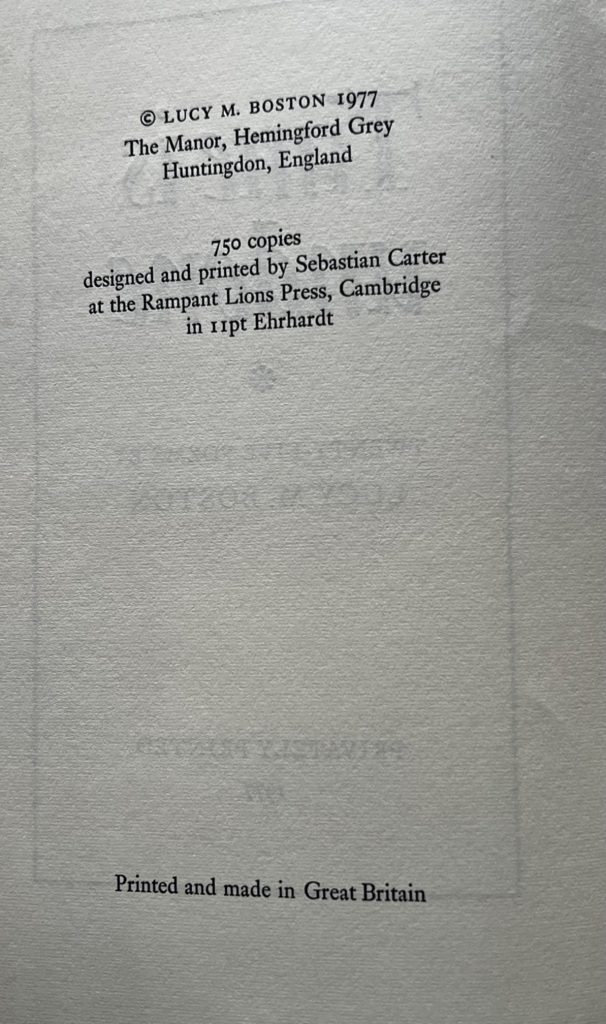 © LUCY M. BOSTON 1977
The Manor, Hemingford Grey
Huntingdon, England
750 copies
designed and printed by Sebastian Carter
at the Rampant Lions Press, Cambridge
in 11pt Ehrhardt
Printed and made in Great Britain